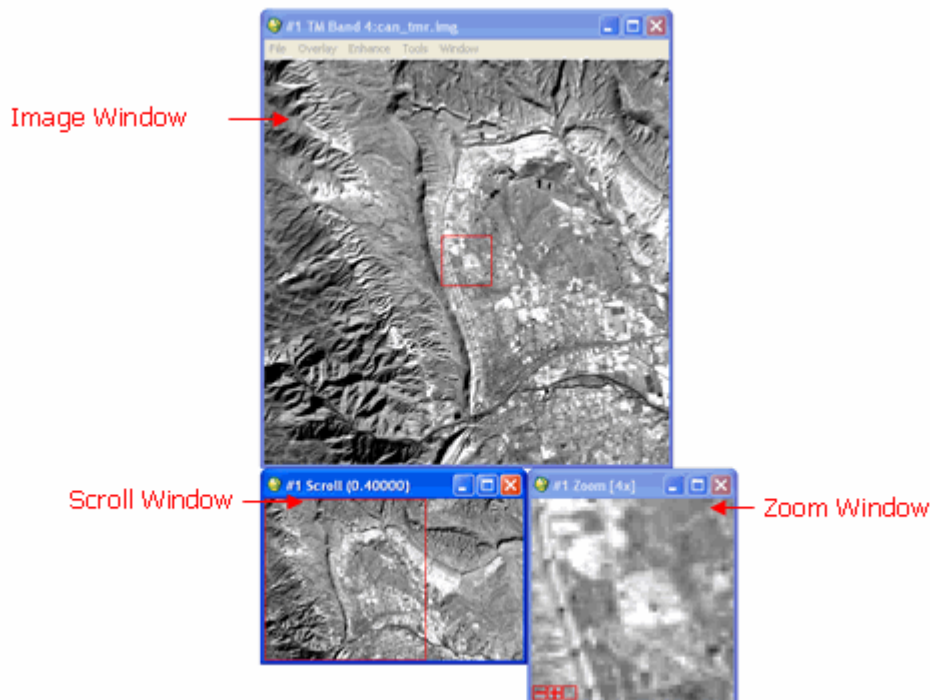 #1 TM Band 4:can_tmr.img
File Overlay Enhance Tools Window
Image Window
#1 Scroll (0.40000)
#1 Zoom [4x]
Scroll Window
Zoom Window